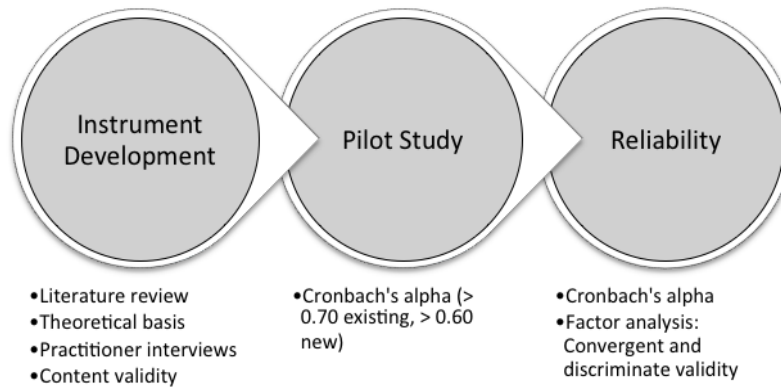 Instrument
Development
Pilot Study
Reliability
•Literature review
•Theoretical basis
•Practitioner interviews
•Content validity
•Cronbach's alpha (>
0.70 existing, > 0.60
new)
•Cronbach's alpha
•Factor analysis:
Convergent and
discriminate validity